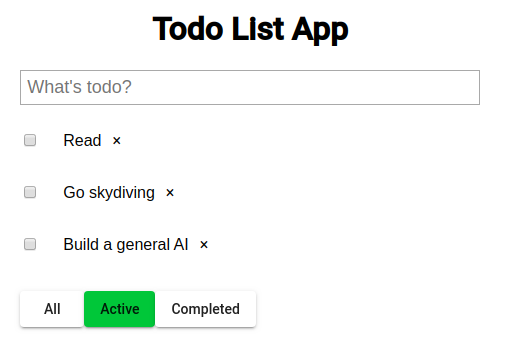 Todo List App
What's todo?
Read ×
Go skydiving ×
Build a general AI ×
All Active Completed